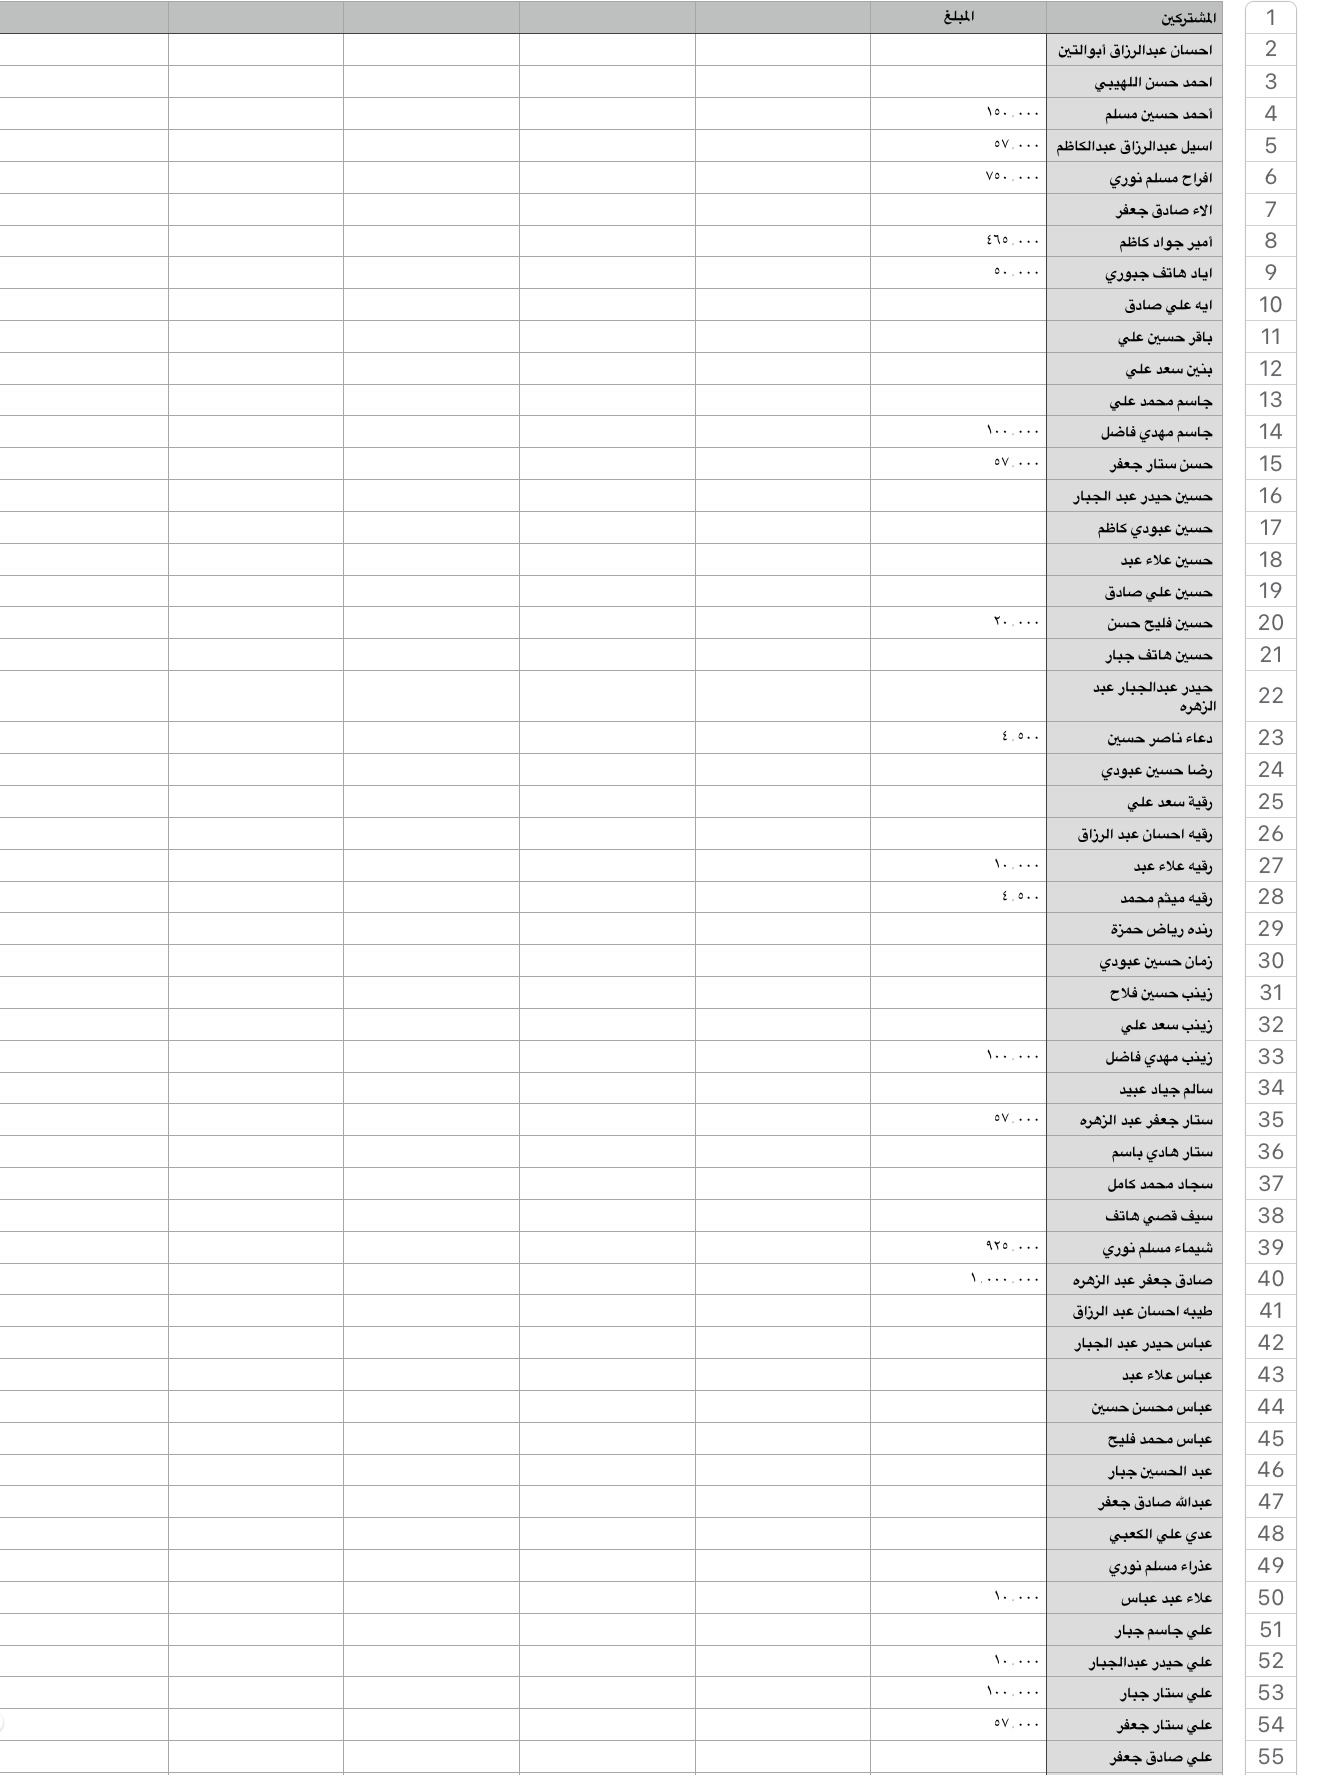 1 المشتركين المبلغ
2 احسان عبدالرزاق أبوالتين
3 احمد حسن اللهيبي
4 أحمد حسين مسلم ١٥٠٬٠٠٠
5 اسيل عبدالرزاق عبدالكاظم ٥٧٬٠٠٠
6 افراح مسلم نوري ٧٥٠٬٠٠٠
7 الاء صادق جعفر
8 أمير جواد كاظم ٤٦٥٬٠٠٠
9 اياد هاتف جبوري ٥٠٬٠٠٠
10 ايه علي صادق
11 باقر حسين علي
12 بنين سعد علي
13 جاسم محمد علي
14 جاسم مهدي فاضل ١٠٠٬٠٠٠
15 حسن ستار جعفر ٥٧٬٠٠٠
16 حسين حيدر عبد الجبار
17 حسين عبودي كاظم
18 حسين علاء عبد
19 حسين علي صادق
20 حسين فليح حسن ٢٠٬٠٠٠
21 حسين هاتف جبار
22 حيدر عبدالجبار عبد
الزهره
23 دعاء ناصر حسين ٤٬٥٠٠
24 رضا حسين عبودي
25 رقية سعد علي
26 رقيه احسان عبد الرزاق
27 رقيه علاء عبد ١٠٬٠٠٠
28 رقيه ميثم محمد ٤٬٥٠٠
29 رنده رياض حمزة
30 زمان حسين عبودي
31 زينب حسين فلاح
32 زينب سعد علي
33 زينب مهدي فاضل ١٠٠٬٠٠٠
34 سالم جياد عبيد
35 ستار جعفر عبد الزهره ٥٧٬٠٠٠
36 ستار هادي باسم
37 سجاد محمد كامل
38 سيف قصي هاتف
39 شيماء مسلم نوري ٩٢٥٬٠٠٠
40 صادق جعفر عبد الزهره ١٬٠٠٠٬٠٠٠
41 طيبه احسان عبد الرزاق
42 عباس حيدر عبد الجبار
43 عباس علاء عبد
44 عباس محسن حسين
45 عباس محمد فليح
46 عبد الحسين جبار
47 عبدالله صادق جعفر
48 عدي علي الكعبي
49 عذراء مسلم نوري
50 علاء عبد عباس ١٠٬٠٠٠
51 علي جاسم جبار
52 علي حيدر عبدالجبار ١٠٬٠٠٠
53 علي ستار جبار ١٠٠٬٠٠٠
54 علي ستار جعفر ٥٧٬٠٠٠
55 علي صادق جعفر